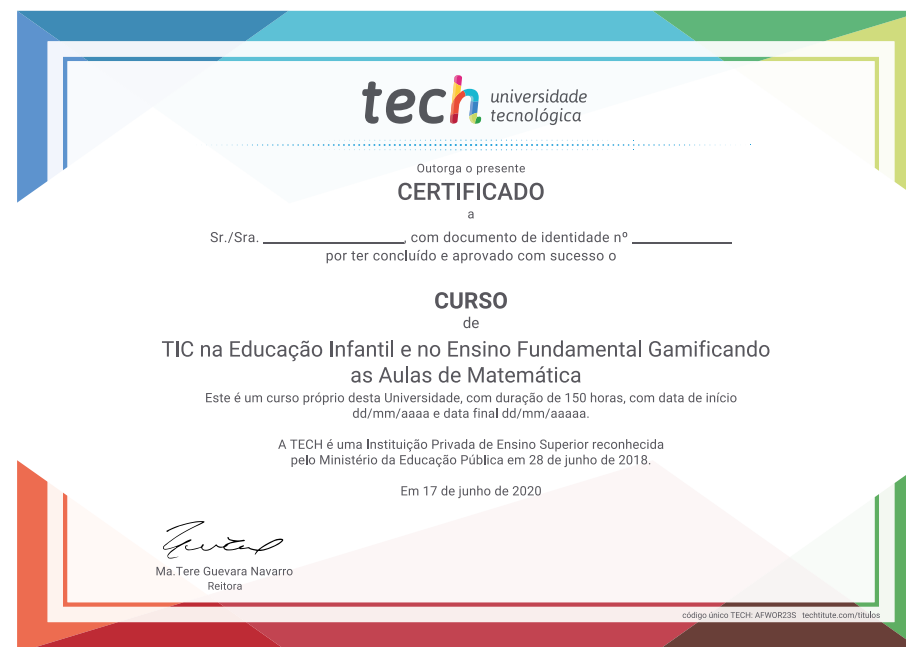 tech universidade
tecnológica
Outorga o presente
CERTIFICADO
a
Sr./Sra. ____________, com documento de identidade nº ____________
por ter concluído e aprovado com sucesso o
CURSO
de
TIC na Educação Infantil e no Ensino Fundamental Gamificando
as Aulas de Matemática
Este é um curso próprio desta Universidade, com duração de 150 horas, com data de início
dd/mm/aaaa e data final dd/mm/aaaaa.
A TECH é uma Instituição Privada de Ensino Superior reconhecida
pelo Ministério da Educação Pública em 28 de junho de 2018.
Em 17 de junho de 2020
Ma.Tere Guevara Navarro
Reitora
código único TECH: AFWOR23S techtitute.com/titulos